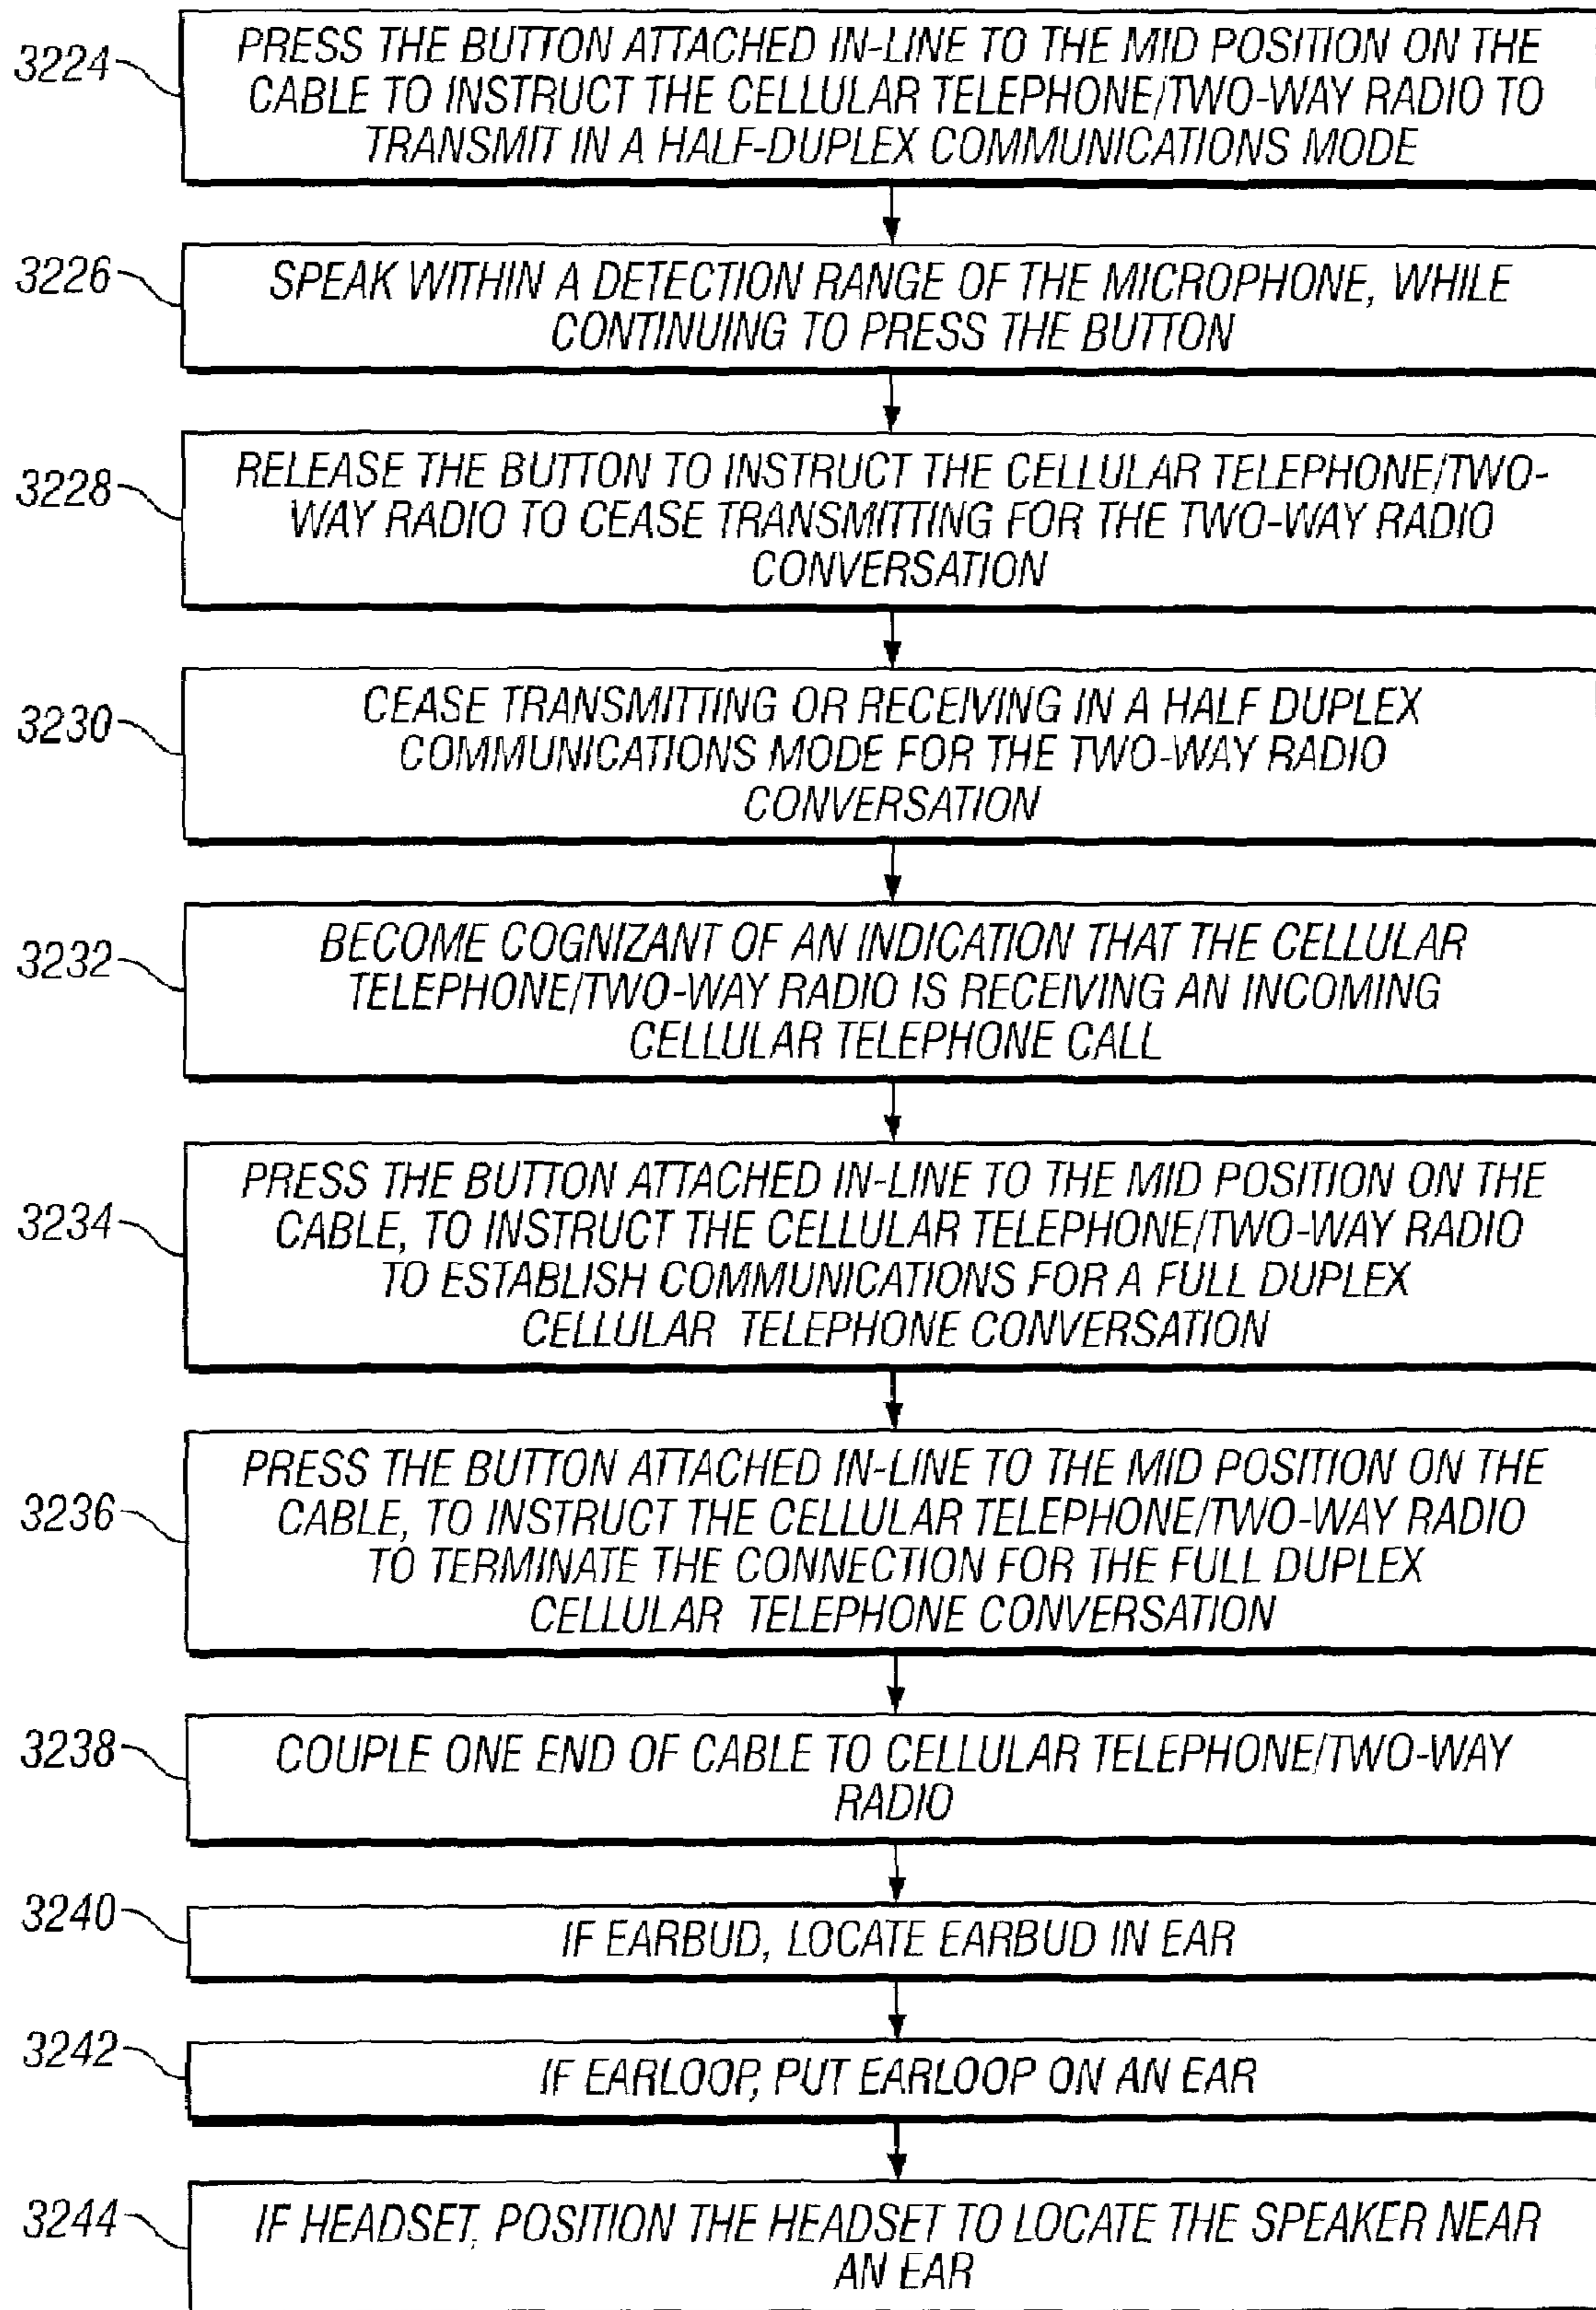 3224
PRESS THE BUTTON ATTACHED IN-LINE TO THE MID POSITION ON THE
CABLE TO INSTRUCT THE CELLULAR TELEPHONE/TWO-WAY RADIO TO
TRANSMIT IN A HALF-DUPLEX COMMUNICATIONS MODE
3226
SPEAK WITHIN A DETECTION RANGE OF THE MICROPHONE, WHILE
CONTINUING TO PRESS THE BUTTON
3228
RELEASE THE BUTTON TO INSTRUCT THE CELLULAR TELEPHONE/TWO-
WAY RADIO TO CEASE TRANSMITTING FOR THE TWO-WAY RADIO
CONVERSATION
3230
CEASE TRANSMITTING OR RECEIVING IN A HALF DUPLEX
COMMUNICATIONS MODE FOR THE TWO-WAY RADIO
CONVERSATION
3232
BECOME COGNIZANT OF AN INDICATION THAT THE CELLULAR
TELEPHONE/TWO-WAY RADIO IS RECEIVING AN INCOMING
CELLULAR TELEPHONE CALL
3234
PRESS THE BUTTON ATTACHED IN-LINE TO THE MID POSITION ON THE
CABLE, TO INSTRUCT THE CELLULAR TELEPHONE/TWO-WAY RADIO
TO ESTABLISH COMMUNICATIONS FOR A FULL DUPLEX
CELLULAR TELEPHONE CONVERSATION
3236
PRESS THE BUTTON ATTACHED IN-LINE TO THE MID POSITION ON THE
CABLE, TO INSTRUCT THE CELLULAR TELEPHONE/TWO-WAY RADIO
TO TERMINATE THE CONNECTION FOR THE FULL DUPLEX
CELLULAR TELEPHONE CONVERSATION
3238
COUPLE ONE END OF CABLE TO CELLULAR TELEPHONE/TWO-WAY
RADIO
3240
IF EARBUD, LOCATE EARBUD IN EAR
3242
IF EARLOOP, PUT EARLOOP ON AN EAR
3244
IF HEADSET, POSITION THE HEADSET TO LOCATE THE SPEAKER NEAR
AN EAR